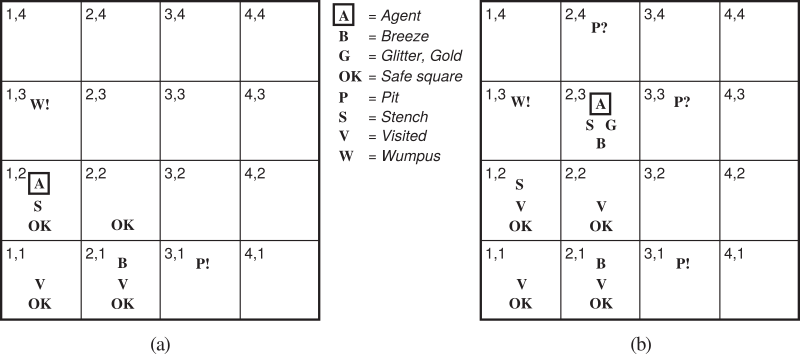 1,4 2,4 3,4 4,4
1,3 W! 2,3 3,3 4,3
1,2 A 2,2 3,2 4,2
S
OK OK
1,1 2,1 B 3,1 P! 4,1
V V
OK OK
(a)
A = Agent
B = Breeze
G = Glitter, Gold
OK = Safe square
P = Pit
S = Stench
V = Visited
W = Wumpus
1,4 2,4 P? 3,4 4,4
1,3 W! 2,3 A 3,3 P? 4,3
S G
B
1,2 S 2,2 3,2 4,2
V V
OK OK
1,1 2,1 B 3,1 P! 4,1
V V
OK OK
(b)